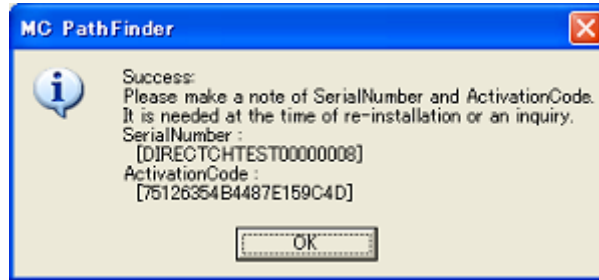 MC PathFinder
Success:
Please make a note of SerialNumber and ActivationCode.
It is needed at the time of re-installation or an inquiry.
SerialNumber :
[DIRECTCHTEST00000008]
ActivationCode :
[75126354B4487E159C4D]
OK